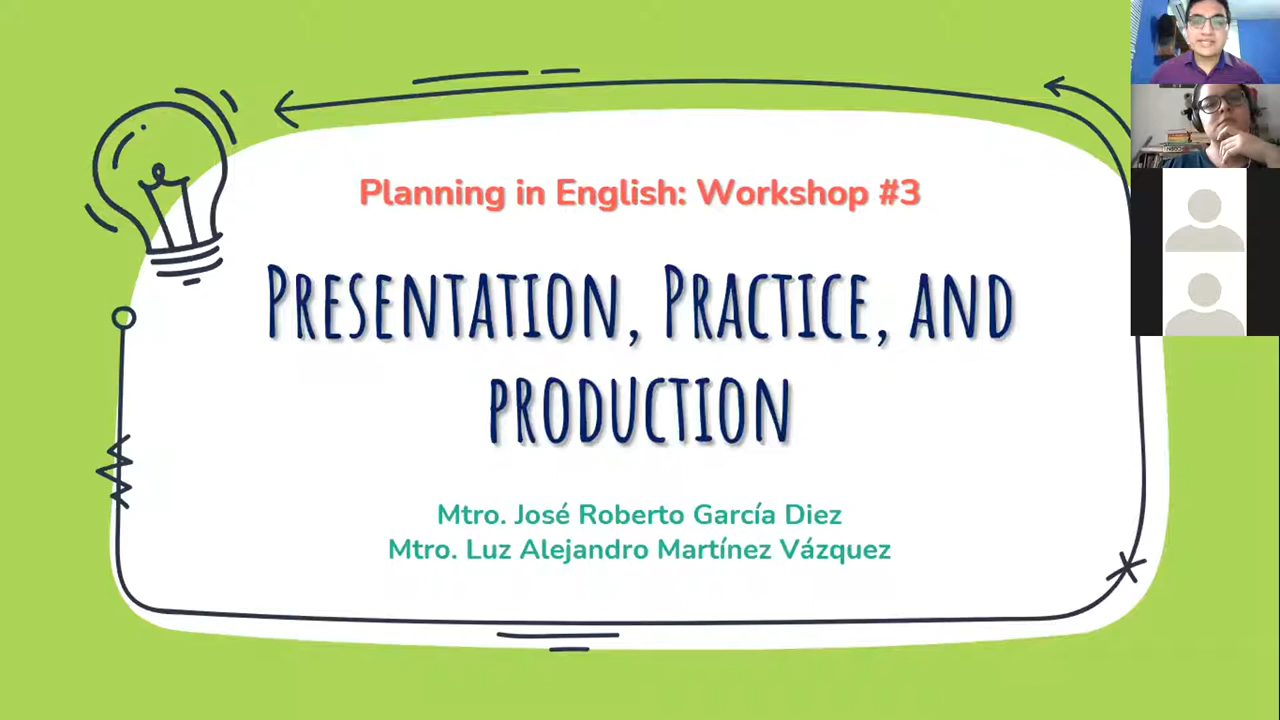 Planning in English: Workshop #3
Presentation, Practice, and
production
Mtro. José Roberto García Diez
Mtro. Luz Alejandro Martínez Vázquez